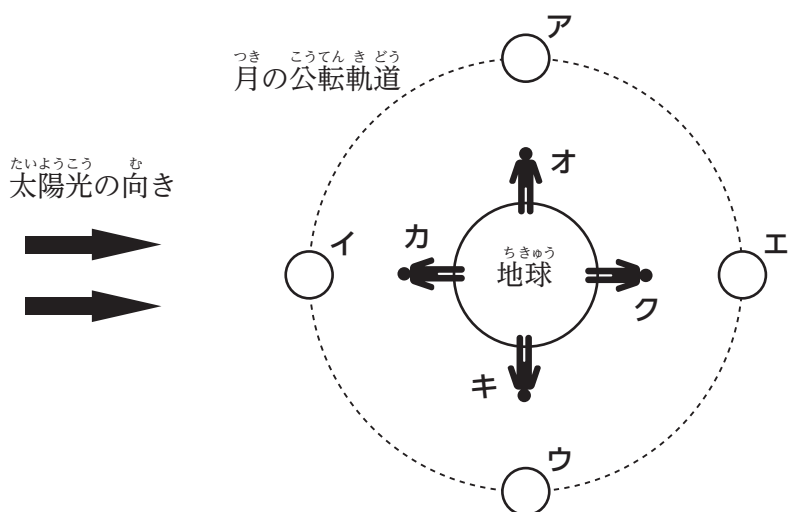 ア
つき こうてん き どう
月の公転軌道
たいようこう む
太陽光の向き
オ
イ
カ
エ
ちきゅう
地球
ク
キ
ウ